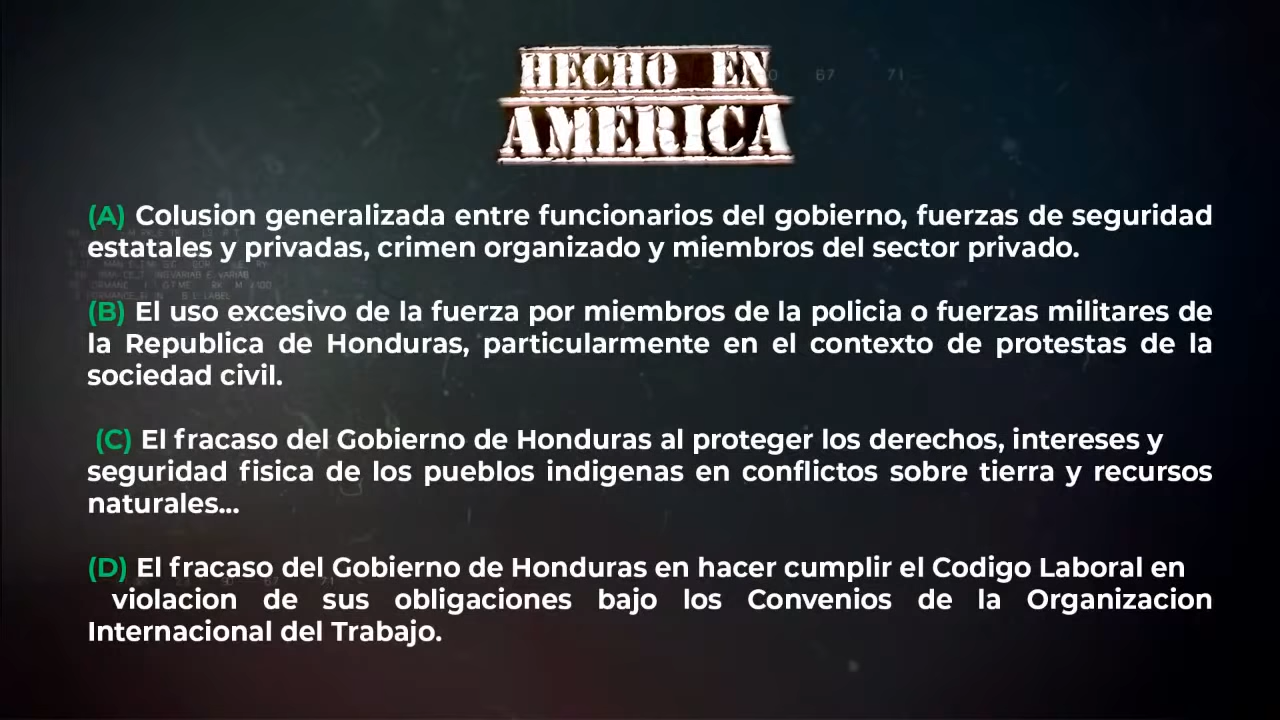 HECHO EN
AMERICA
67 71
(A) Colusion generalizada entre funcionarios del gobierno, fuerzas de seguridad
estatales y privadas, crimen organizado y miembros del sector privado.
(B) El uso excesivo de la fuerza por miembros de la policia o fuerzas militares de
la Republica de Honduras, particularmente en el contexto de protestas de la
sociedad civil.
(C) El fracaso del Gobierno de Honduras al proteger los derechos, intereses y
seguridad fisica de los pueblos indigenas en conflictos sobre tierra y recursos
naturales...
(D) El fracaso del Gobierno de Honduras en hacer cumplir el Codigo Laboral en
violacion de sus obligaciones bajo los Convenios de la Organizacion
Internacional del Trabajo.